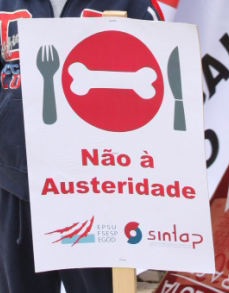 Não à
Austeridade
EPSU
FSESP
EGÖD
sintap